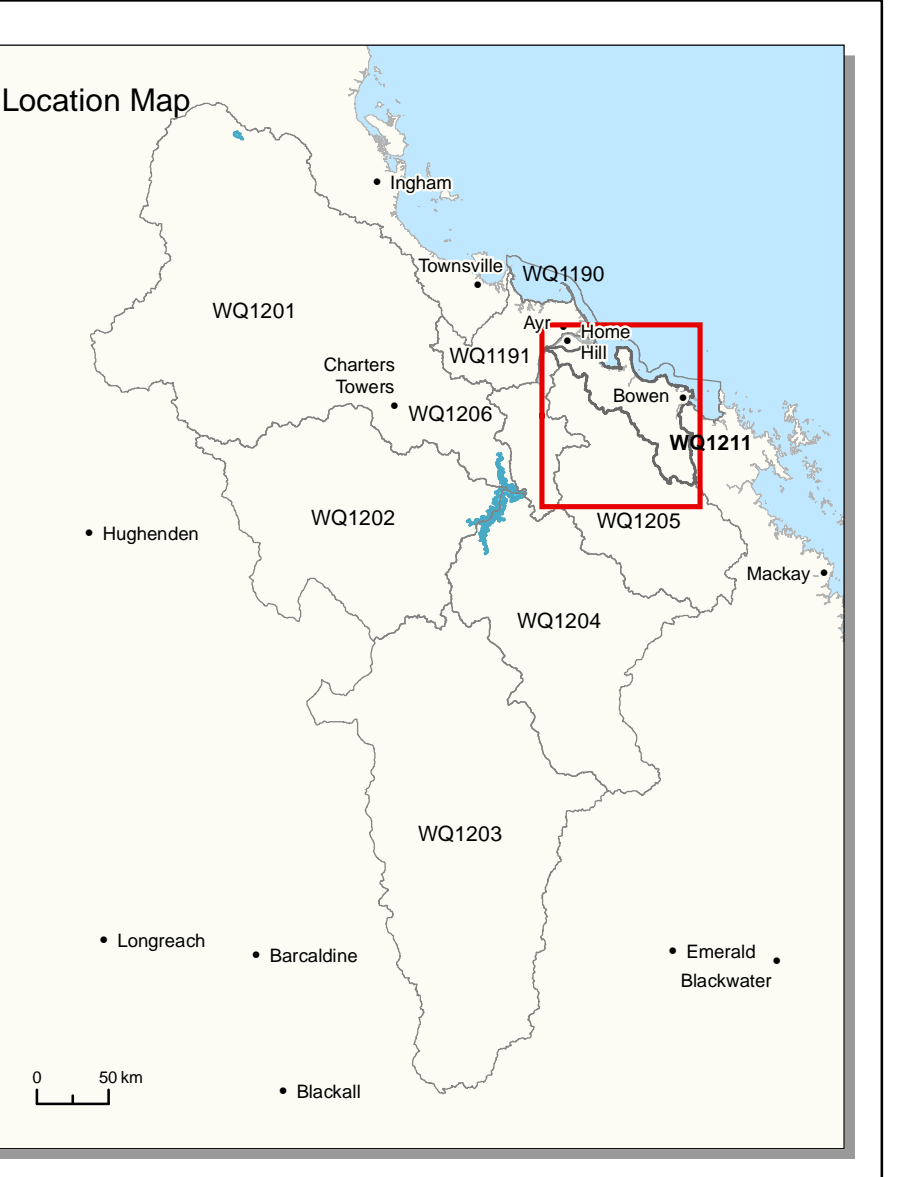 Location Map
Ingham
Townsville
WQ1190
WQ1201
Ayr
Home
Hill
WQ1191
Charters
Towers
WQ1206
Bowen
WQ1211
WQ1202
WQ1205
Hughenden
Mackay
WQ1204
WQ1203
Longreach
Barcaldine
Emerald
Blackwater
0 50 km
Blackall